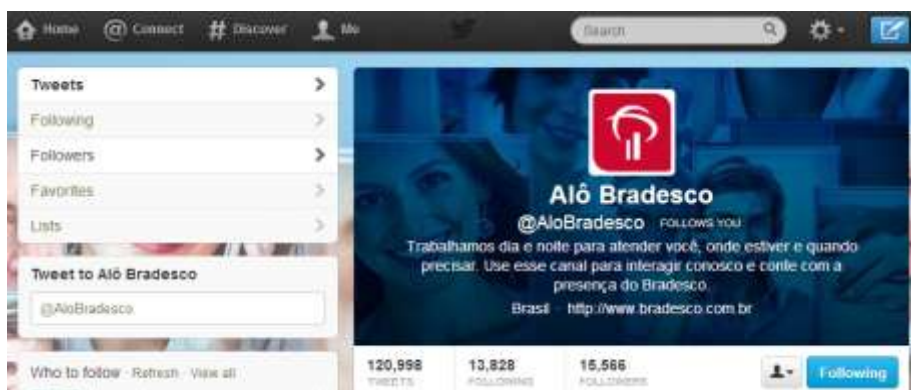 Home @ Connect # Discover Me Search
Tweets
Following
Followers
Favorites
Lists
Tweet to Alô Bradesco
@AloBradesco
Who to follow · Refresh · View all
Alô Bradesco
@AloBradesco FOLLOWS YOU
Trabalhamos dia e noite para atender você, onde estiver e quando
precisar. Use esse canal para interagir conosco e conte com a
presença do Bradesco.
Brasil · http://www.bradesco.com.br
120,998 13,828 15,566
TWEETS FOLLOWING FOLLOWERS
Following